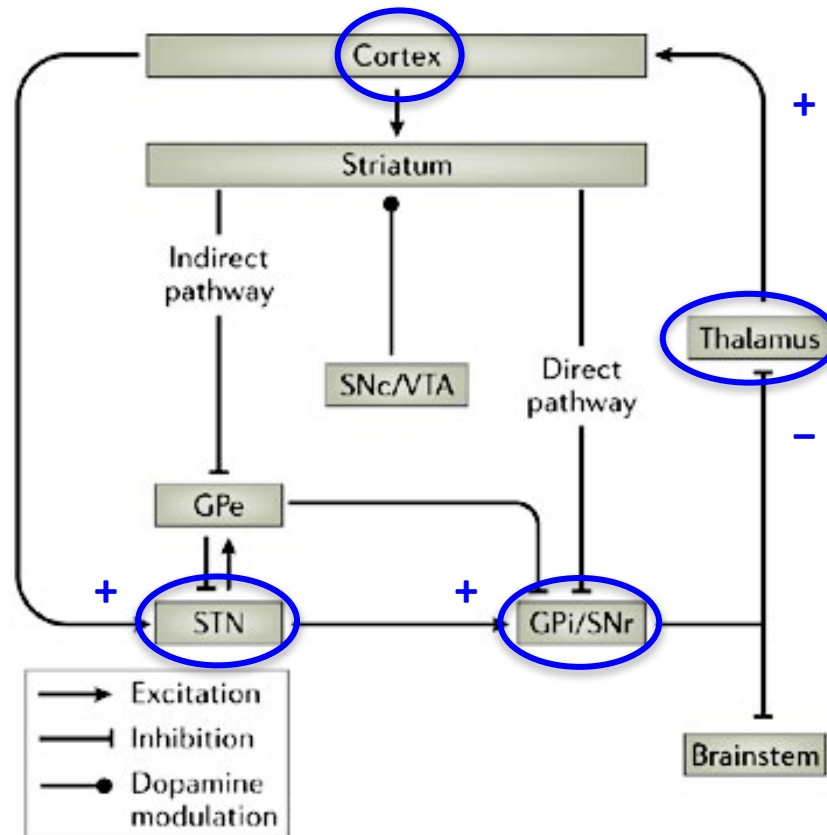 Cortex
+
Striatum
Indirect
pathway
Thalamus
SNc/VTA
Direct
pathway
−
GPe
+
+
STN
GPi/SNr
Excitation
Inhibition
Dopamine
modulation
Brainstem